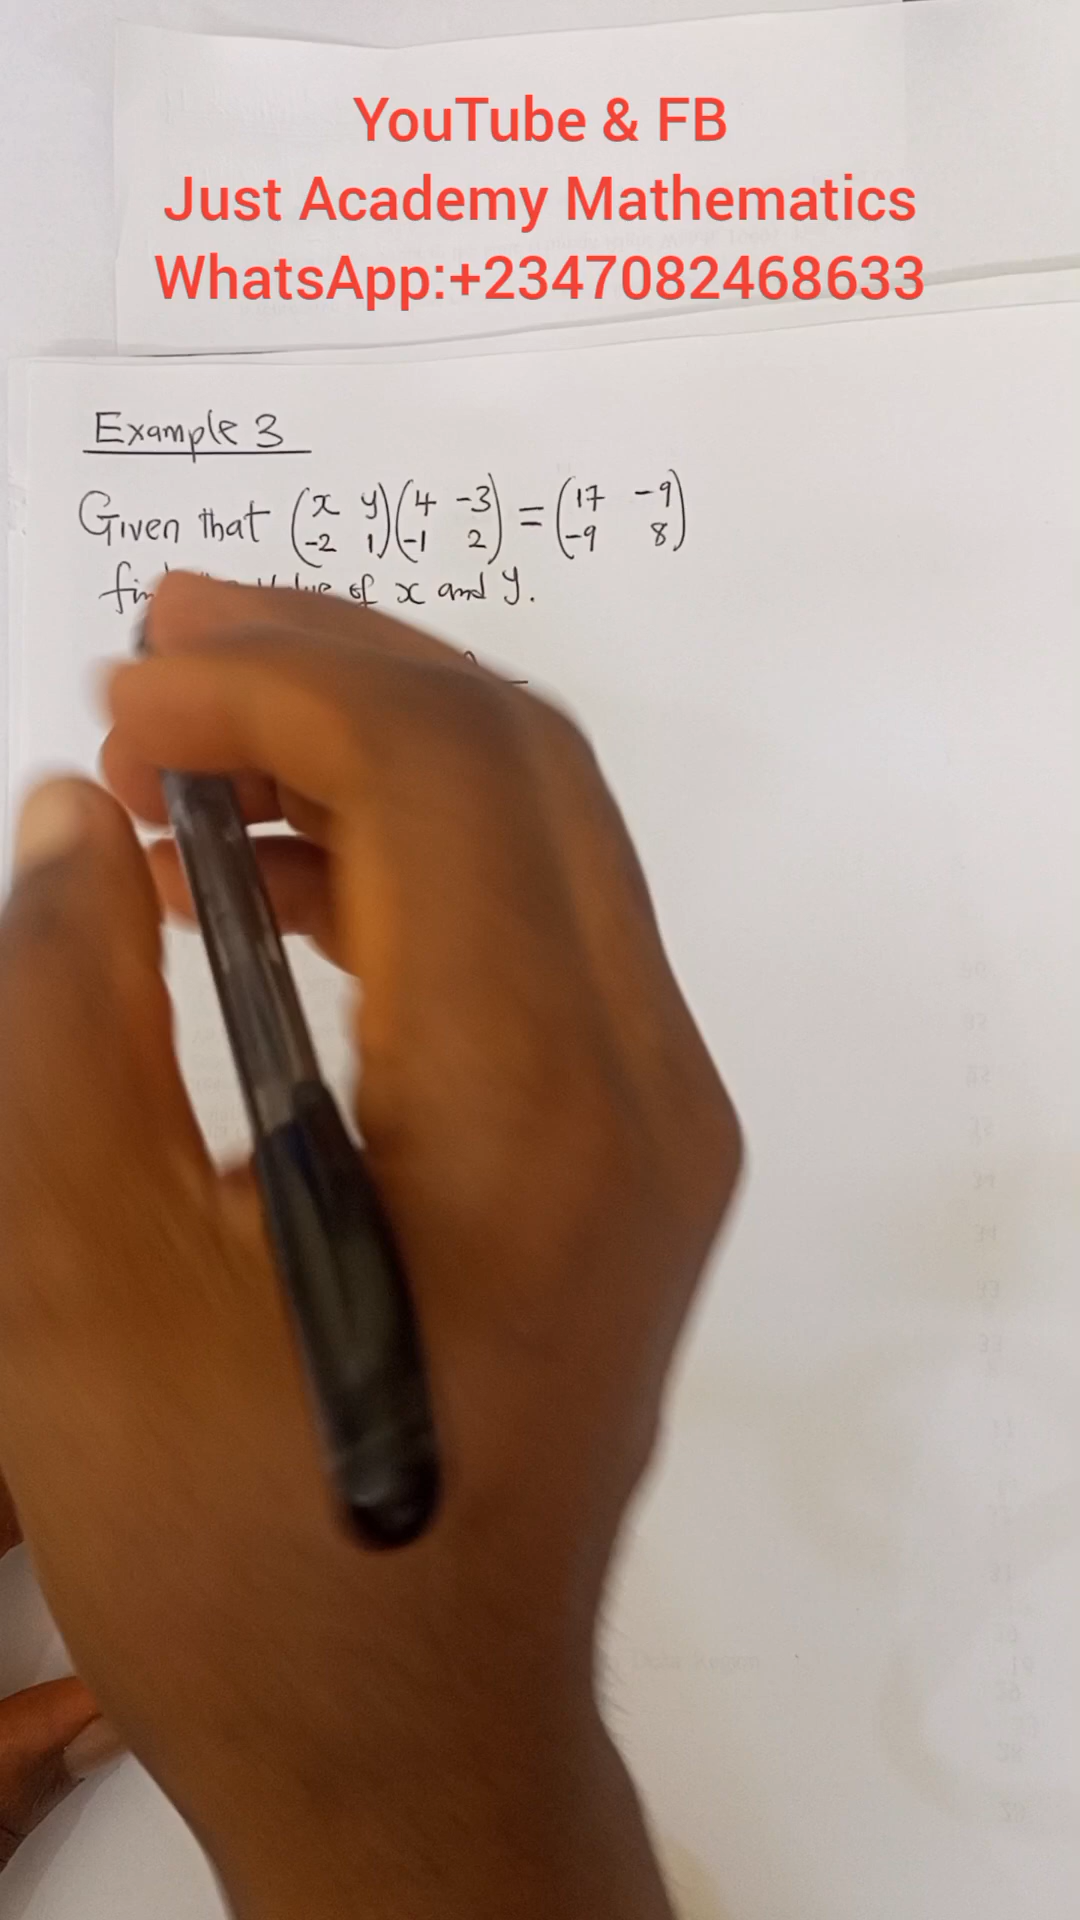 YouTube & FB
Just Academy Mathematics
WhatsApp:+2347082468633
Example 3
Given that (x y)(4 -3) = (17 -9)
(-2 1)(-1 2) (-9 8)
of x and y.